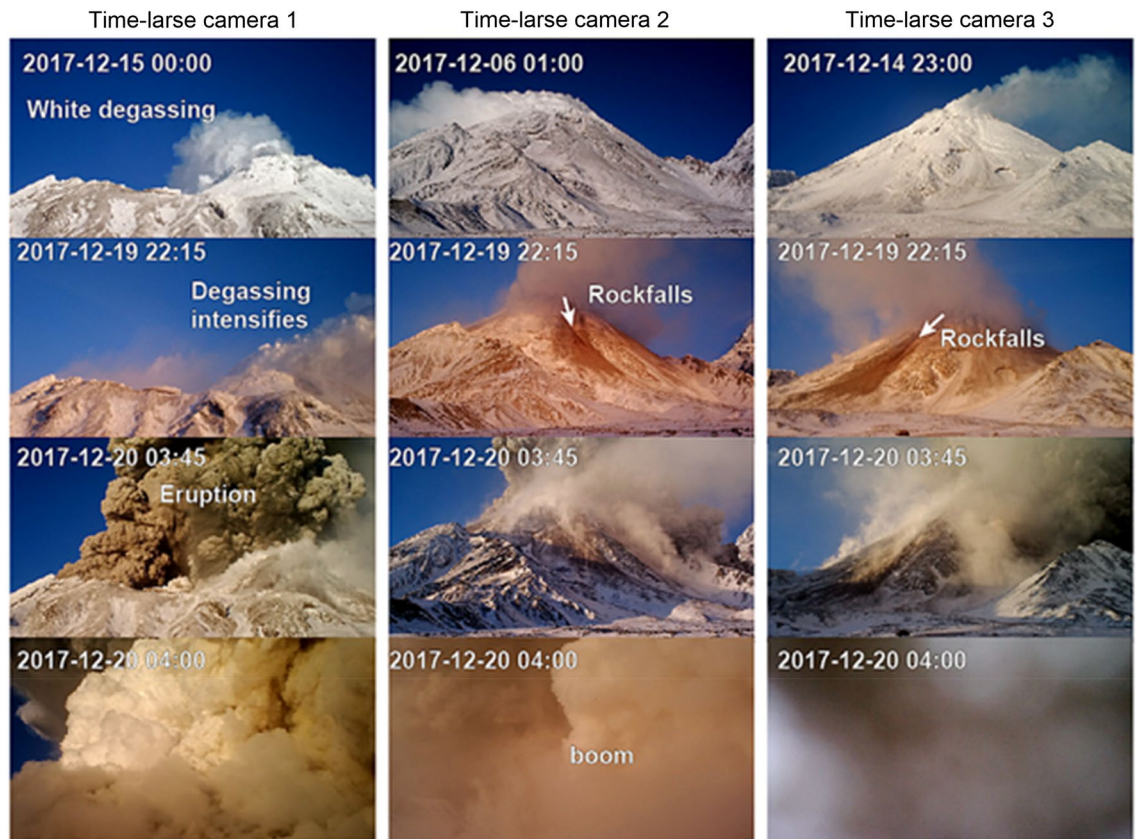 Time-larse camera 1
Time-larse camera 2
Time-larse camera 3
2017-12-15 00:00
White degassing
2017-12-06 01:00
2017-12-14 23:00
2017-12-19 22:15
Degassing
intensifies
2017-12-19 22:15
Rockfalls
2017-12-19 22:15
Rockfalls
2017-12-20 03:45
Eruption
2017-12-20 03:45
2017-12-20 03:45
2017-12-20 04:00
2017-12-20 04:00
boom
2017-12-20 04:00